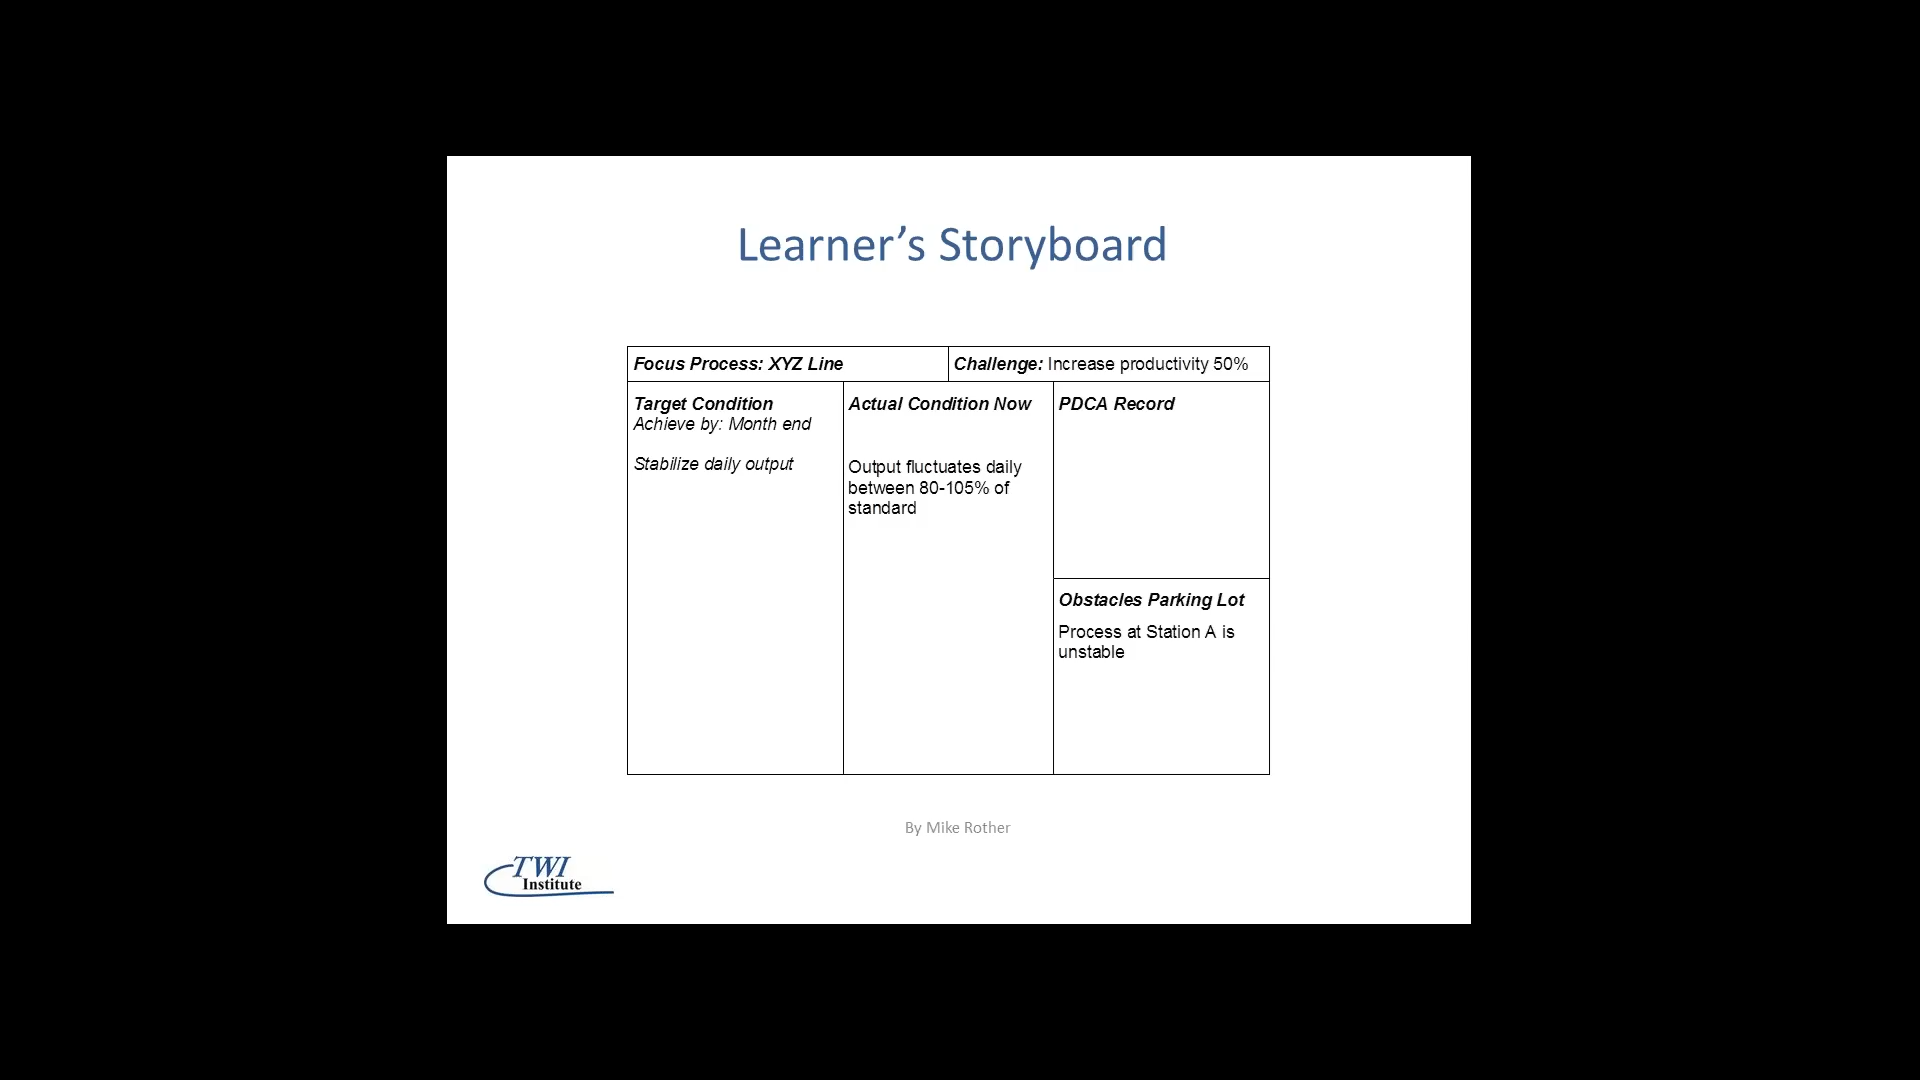 Learner’s Storyboard
Focus Process: XYZ Line
Challenge: Increase productivity 50%
Target Condition
Achieve by: Month end
Stabilize daily output
Actual Condition Now
Output fluctuates daily
between 80-105% of
standard
PDCA Record
Obstacles Parking Lot
Process at Station A is
unstable
By Mike Rother
TWI
Institute